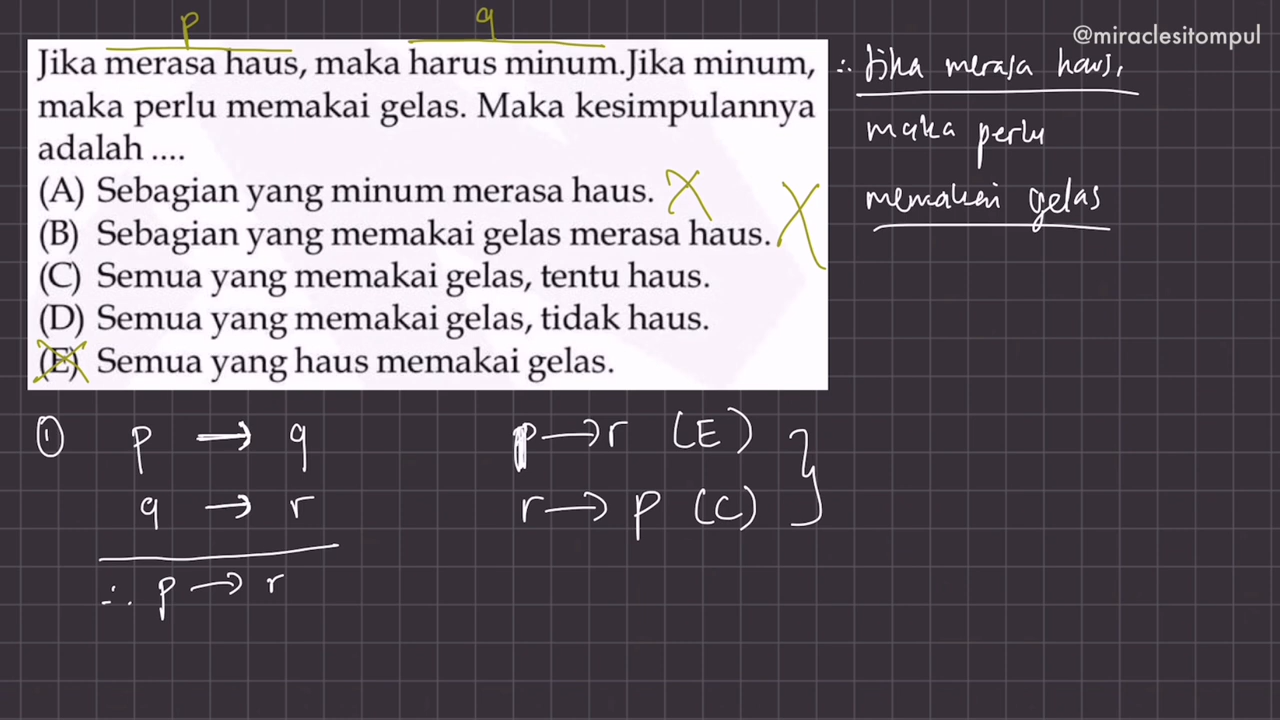 p
q
@miraclesitompul
Jika merasa haus, maka harus minum.Jika minum,
maka perlu memakai gelas. Maka kesimpulannya
adalah ....
(A) Sebagian yang minum merasa haus. X
(B) Sebagian yang memakai gelas merasa haus. X
(C) Semua yang memakai gelas, tentu haus.
(D) Semua yang memakai gelas, tidak haus.
(E) Semua yang haus memakai gelas.
∴ Jika merasa haus,
maka perlu
memakai gelas
① p → q
q → r
∴ p → r
p → r (E) }
r → p (C)